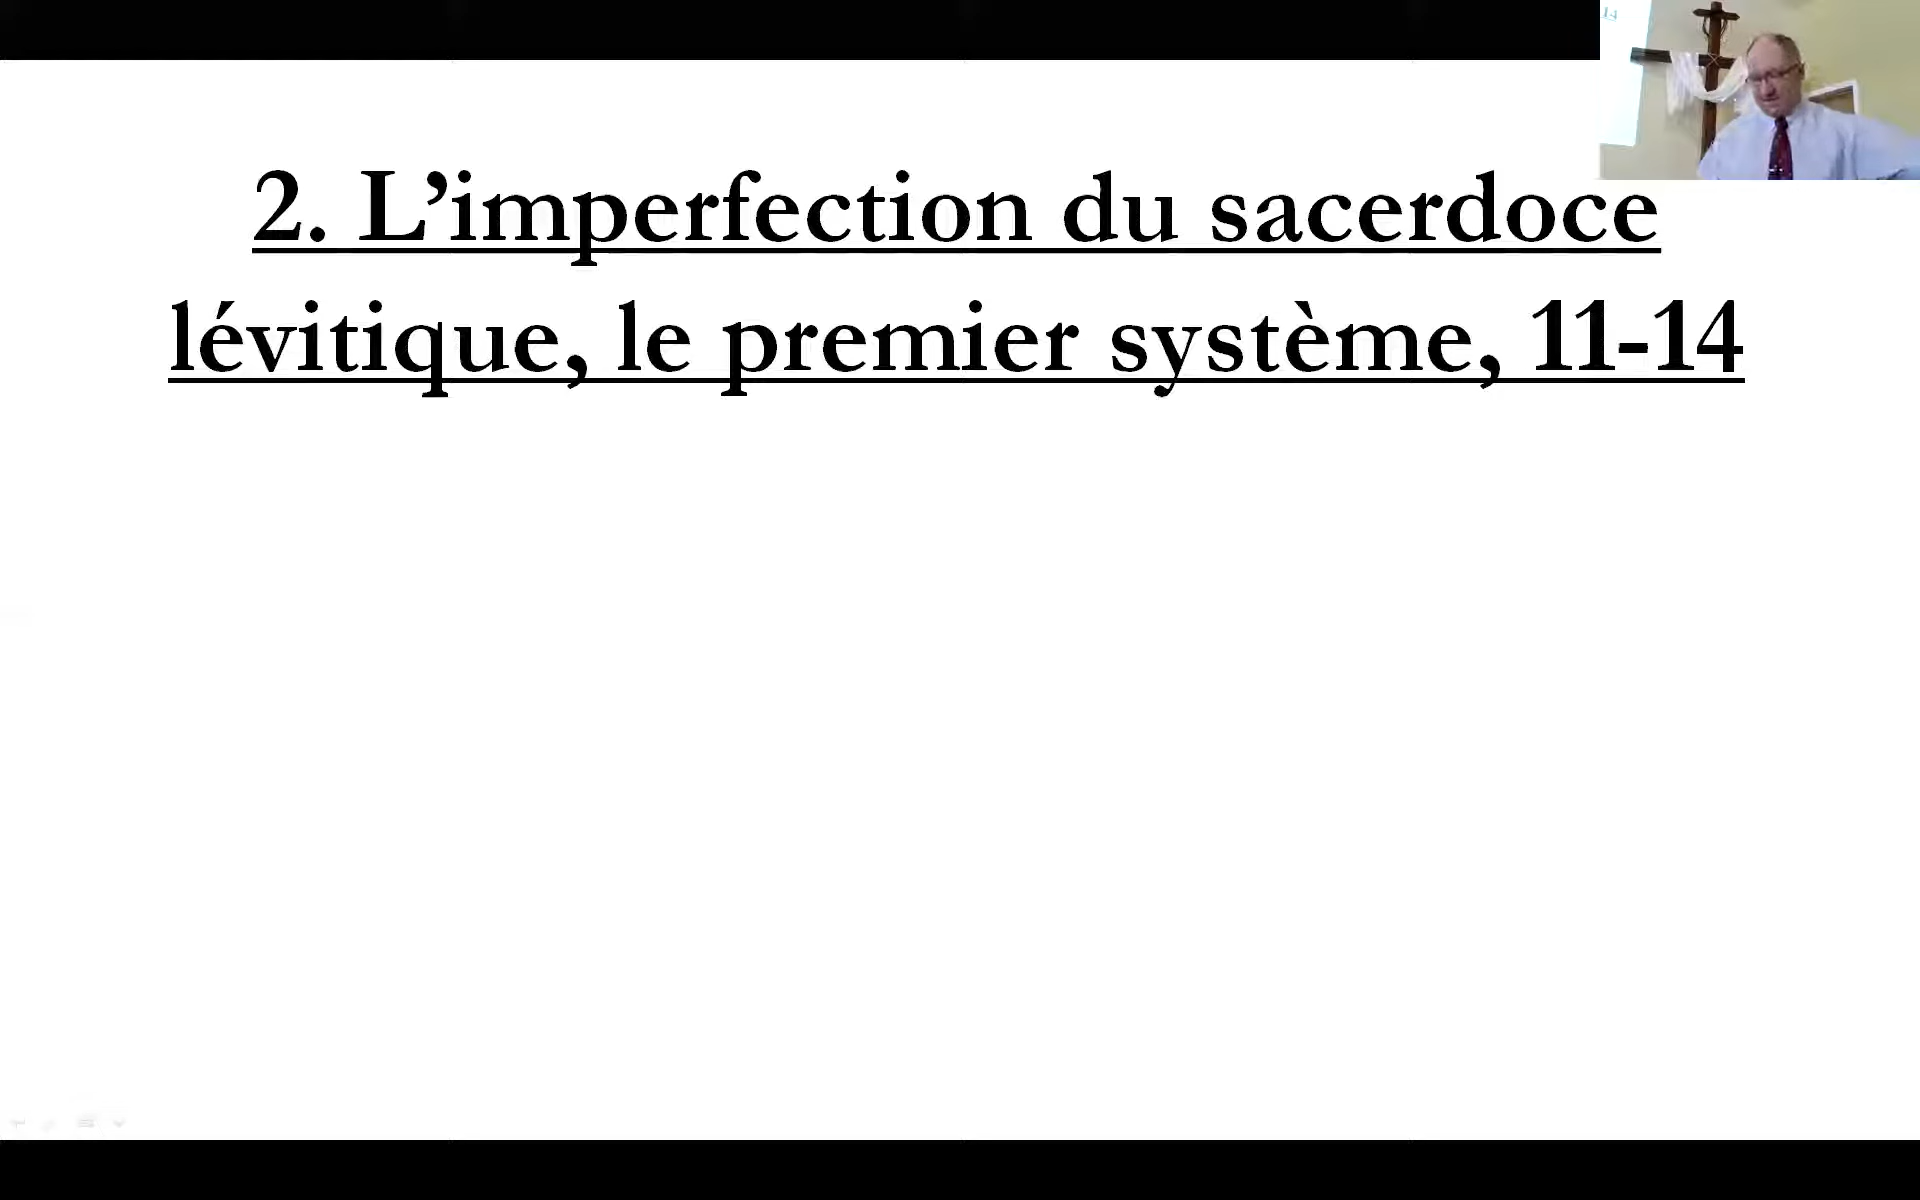 2. L’imperfection du sacerdoce
lévitique, le premier système, 11-14